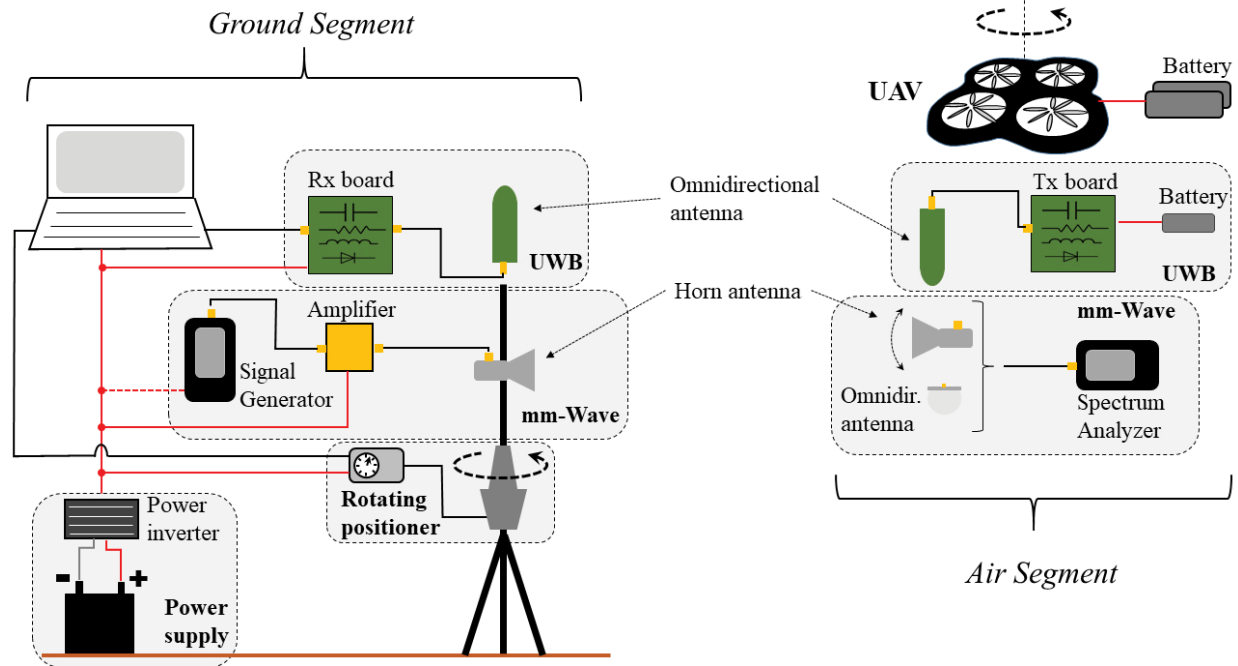 Ground Segment
Rx board
UWB
Omnidirectional
antenna
Amplifier
Signal
Generator
mm-Wave
Horn antenna
Rotating
positioner
Power
inverter
- +
Power
supply
UAV
Battery
Tx board
Battery
UWB
mm-Wave
Omnidir.
antenna
Spectrum
Analyzer
Air Segment